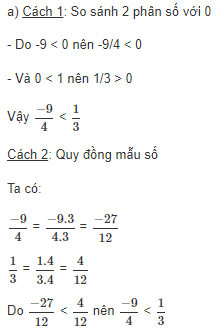 a) Cách 1: So sánh 2 phân số với 0
- Do -9 < 0 nên -9/4 < 0
- Và 0 < 1 nên 1/3 > 0
Vậy −9/4 < 1/3
Cách 2: Quy đồng mẫu số
Ta có:
−9/4 = −9.3/4.3 = −27/12
1/3 = 1.4/3.4 = 4/12
Do −27/12 < 4/12 nên −9/4 < 1/3